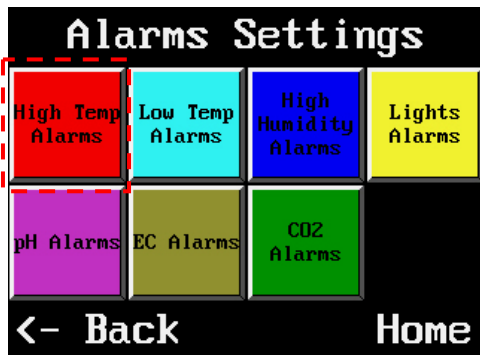 Alarms Settings
High Temp
Alarms
Low Temp
Alarms
High
Humidity
Alarms
Lights
Alarms
pH Alarms
EC Alarms
CO2
Alarms
<- Back
Home